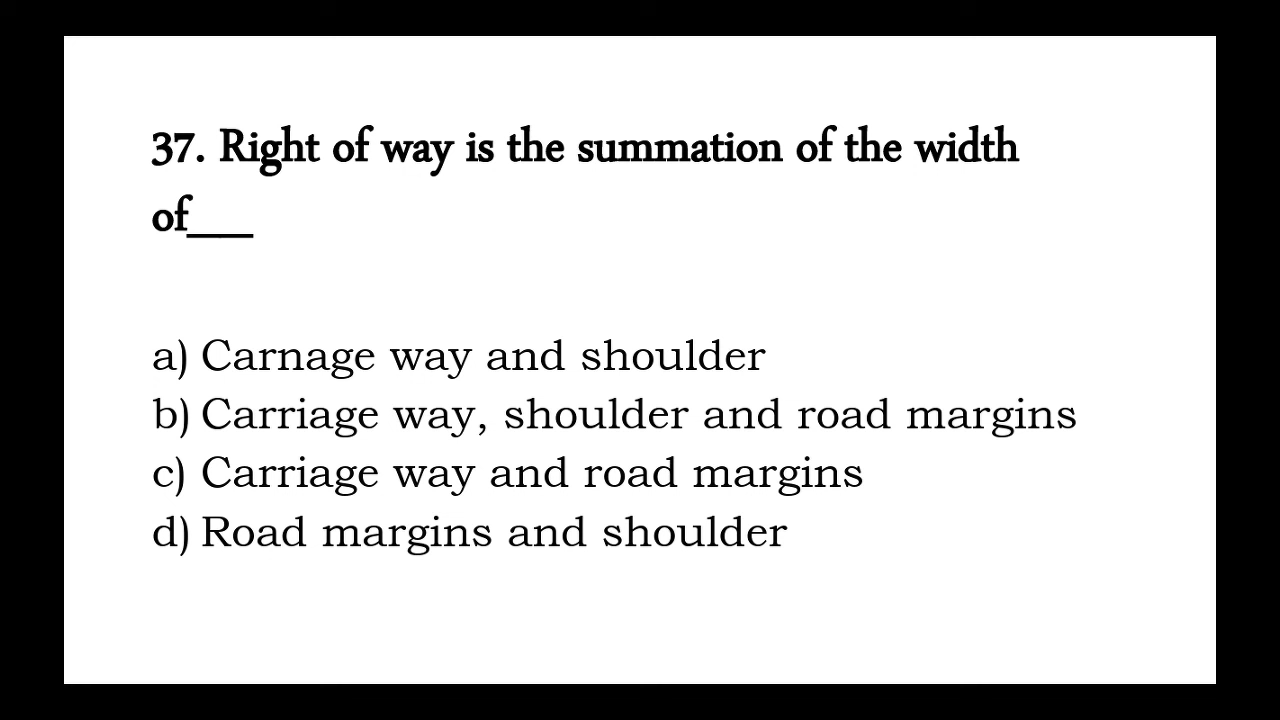 37. Right of way is the summation of the width
of___
a) Carnage way and shoulder
b) Carriage way, shoulder and road margins
c) Carriage way and road margins
d) Road margins and shoulder